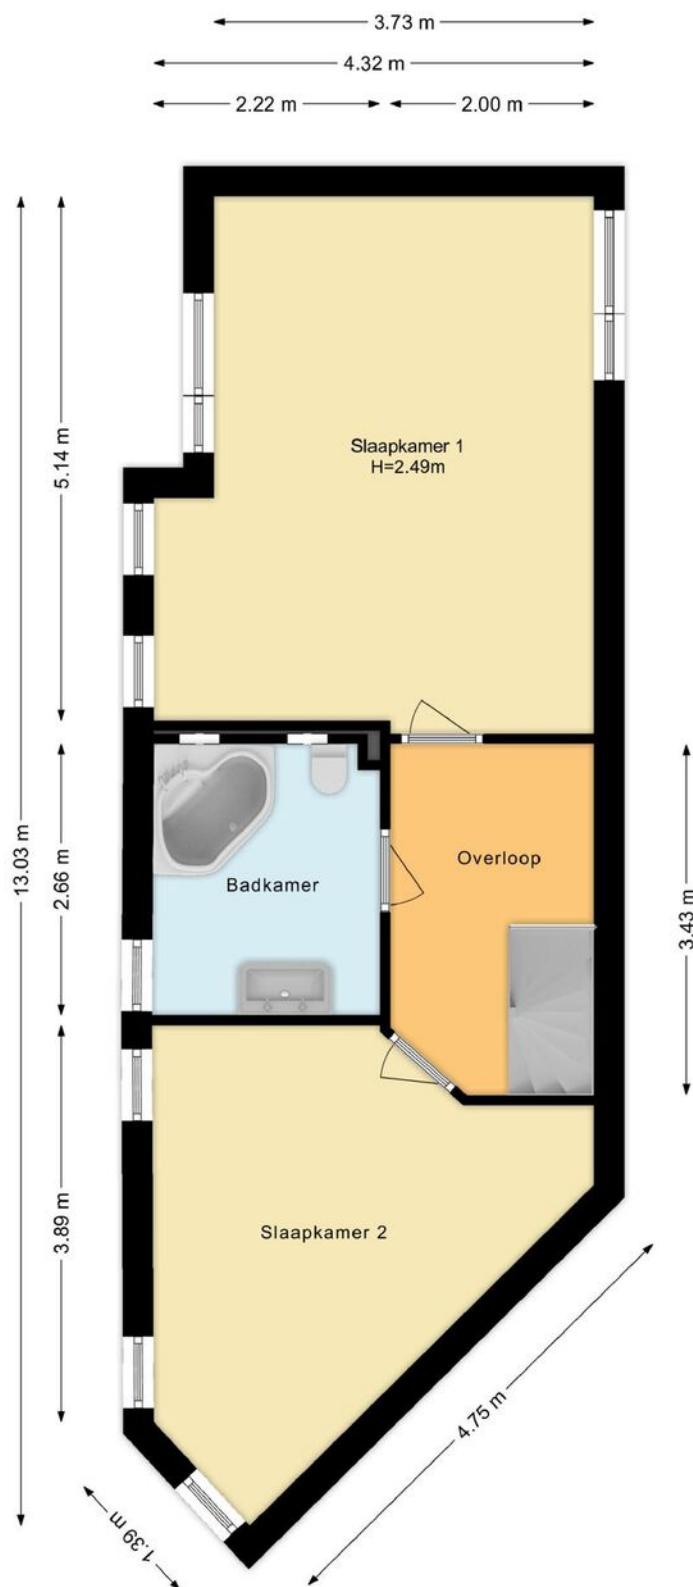 3.73 m
4.32 m
2.22 m
2.00 m
5.14 m
Slaapkamer 1
H=2.49m
13.03 m
2.66 m
Badkamer
Overloop
3.43 m
3.89 m
Slaapkamer 2
4.75 m
1.39 m